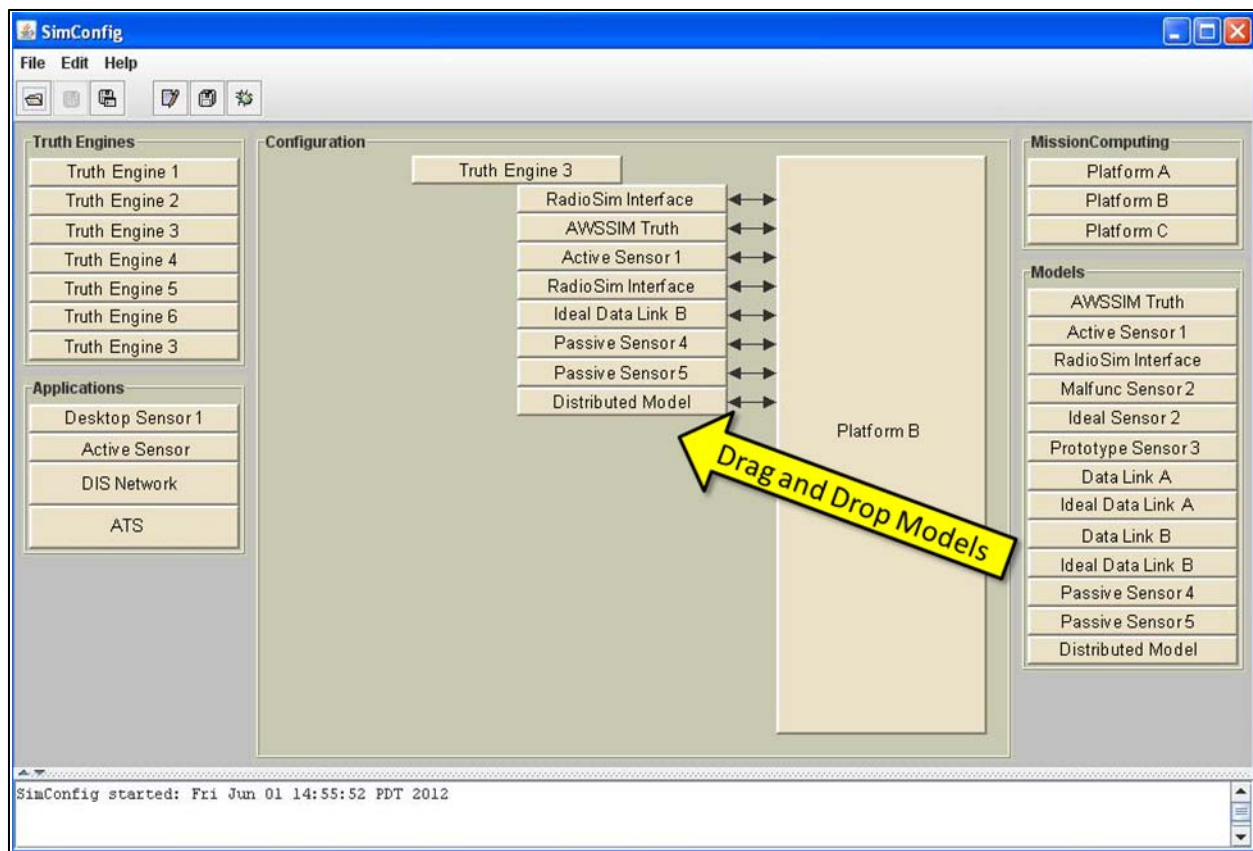 SimConfig
File Edit Help
Truth Engines
Truth Engine 1
Truth Engine 2
Truth Engine 3
Truth Engine 4
Truth Engine 5
Truth Engine 6
Truth Engine 3
Applications
Desktop Sensor 1
Active Sensor
DIS Network
ATS
Configuration
Truth Engine 3
RadioSim Interface
AWSSIM Truth
Active Sensor 1
RadioSim Interface
Ideal Data Link B
Passive Sensor 4
Passive Sensor 5
Distributed Model
Platform B
Drag and Drop Models
MissionComputing
Platform A
Platform B
Platform C
Models
AWSSIM Truth
Active Sensor 1
RadioSim Interface
Malfunc Sensor 2
Ideal Sensor 2
Prototype Sensor 3
Data Link A
Ideal Data Link A
Data Link B
Ideal Data Link B
Passive Sensor 4
Passive Sensor 5
Distributed Model
SimConfig started: Fri Jun 01 14:55:52 PDT 2012